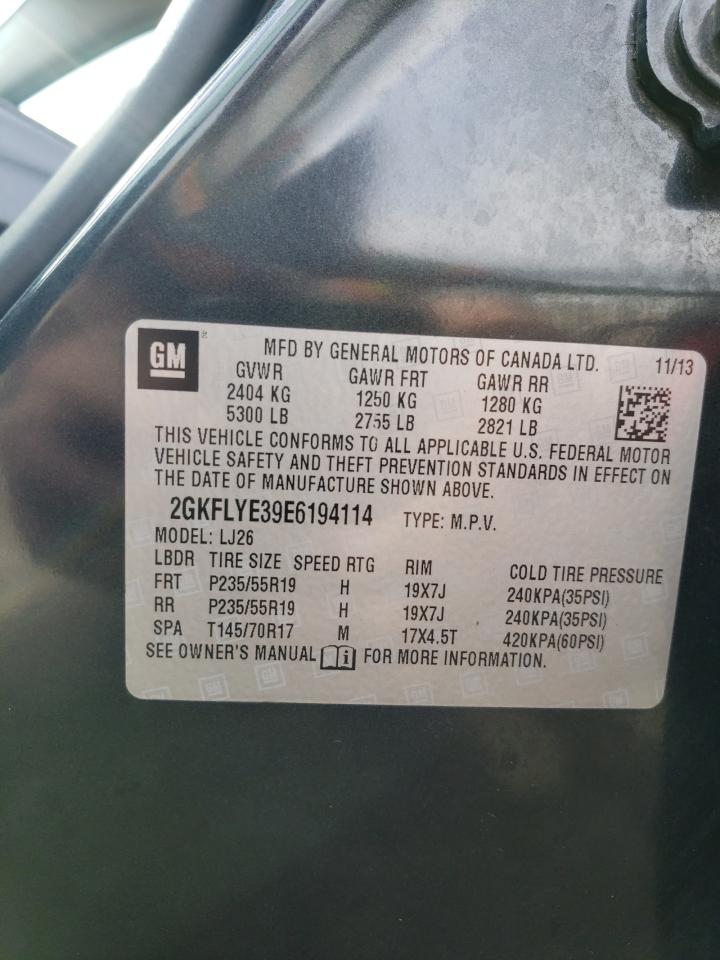 GM
MFD BY GENERAL MOTORS OF CANADA LTD. 11/13
GVWR GAWR FRT GAWR RR
2404 KG 1250 KG 1280 KG
5300 LB 2755 LB 2821 LB
THIS VEHICLE CONFORMS TO ALL APPLICABLE U.S. FEDERAL MOTOR
VEHICLE SAFETY AND THEFT PREVENTION STANDARDS IN EFFECT ON
THE DATE OF MANUFACTURE SHOWN ABOVE.
2GKFLYE39E6194114 TYPE: M.P.V.
MODEL: LJ26
LBDR TIRE SIZE SPEED RTG RIM COLD TIRE PRESSURE
FRT P235/55R19 H 19X7J 240KPA(35PSI)
RR P235/55R19 H 19X7J 240KPA(35PSI)
SPA T145/70R17 M 17X4.5T 420KPA(60PSI)
SEE OWNER'S MANUAL FOR MORE INFORMATION.